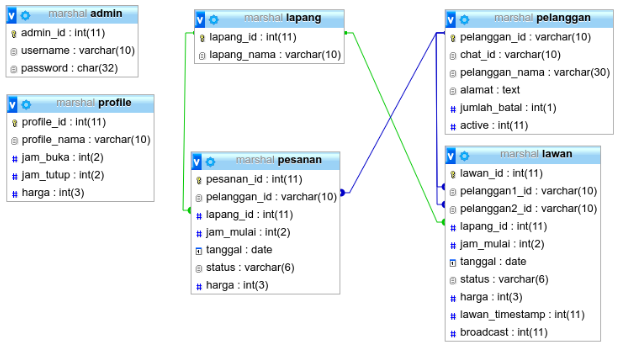 marshal admin
admin_id : int(11)
username : varchar(10)
password : char(32)
marshal profile
profile_id : int(11)
profile_nama : varchar(10)
jam_buka : int(2)
jam_tutup : int(2)
harga : int(3)
marshal lapang
lapang_id : int(11)
lapang_nama : varchar(10)
marshal pesanan
pesanan_id : int(11)
pelanggan_id : varchar(10)
lapang_id : int(11)
jam_mulai : int(2)
tanggal : date
status : varchar(6)
harga : int(3)
marshal pelanggan
pelanggan_id : varchar(10)
chat_id : varchar(10)
pelanggan_nama : varchar(30)
alamat : text
jumlah_batal : int(1)
active : int(11)
marshal lawan
lawan_id : int(11)
pelanggan1_id : varchar(10)
pelanggan2_id : varchar(10)
lapang_id : int(11)
jam_mulai : int(2)
tanggal : date
status : varchar(6)
harga : int(3)
lawan_timestamp : int(11)
broadcast : int(11)